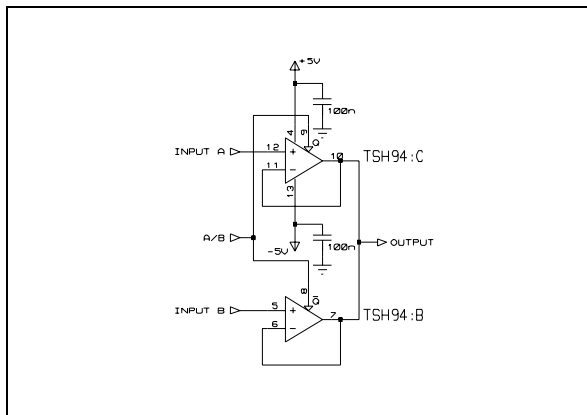 +5V
100n
4
9
Q
INPUT A
12
+
10
TSH94:C
11
-
13
A/B
-5V
100n
OUTPUT
8
Q̅
INPUT B
5
+
7
TSH94:B
6
-